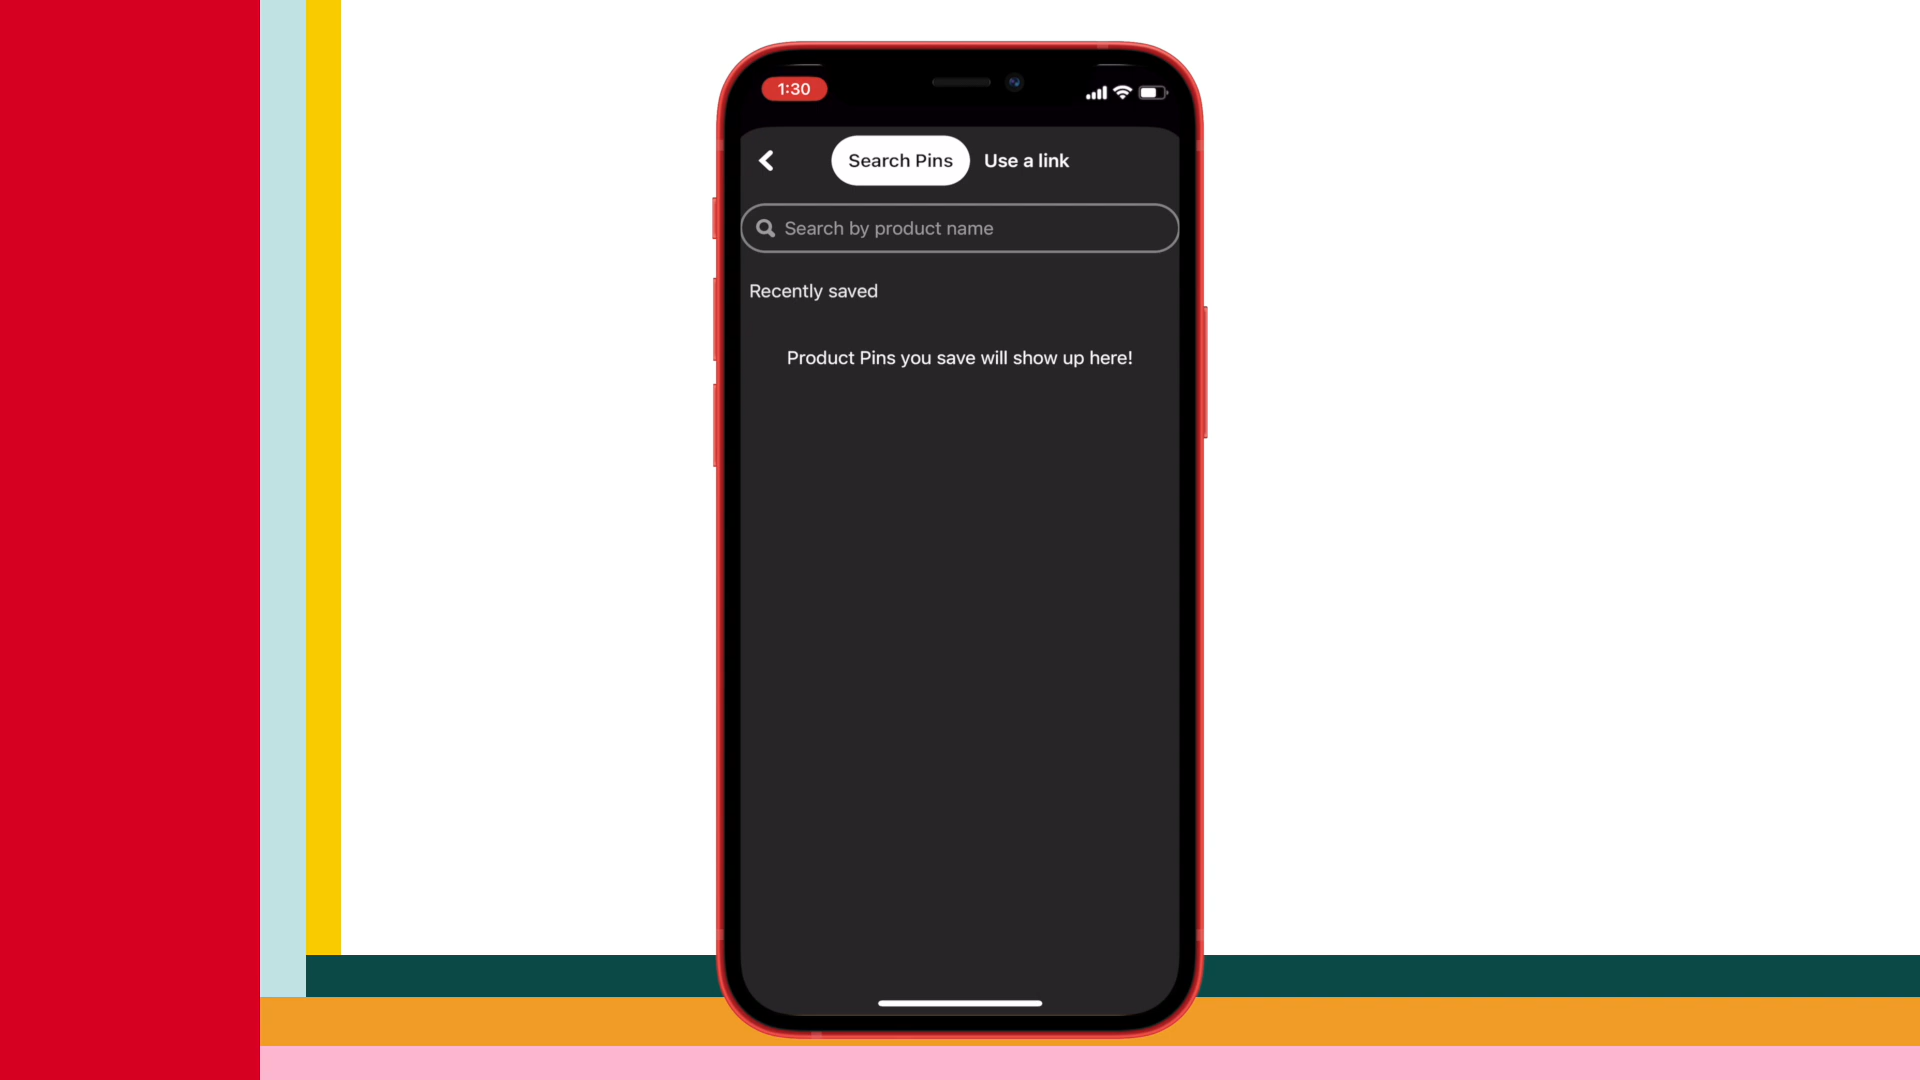 1:30
Search Pins
Use a link
Search by product name
Recently saved
Product Pins you save will show up here!